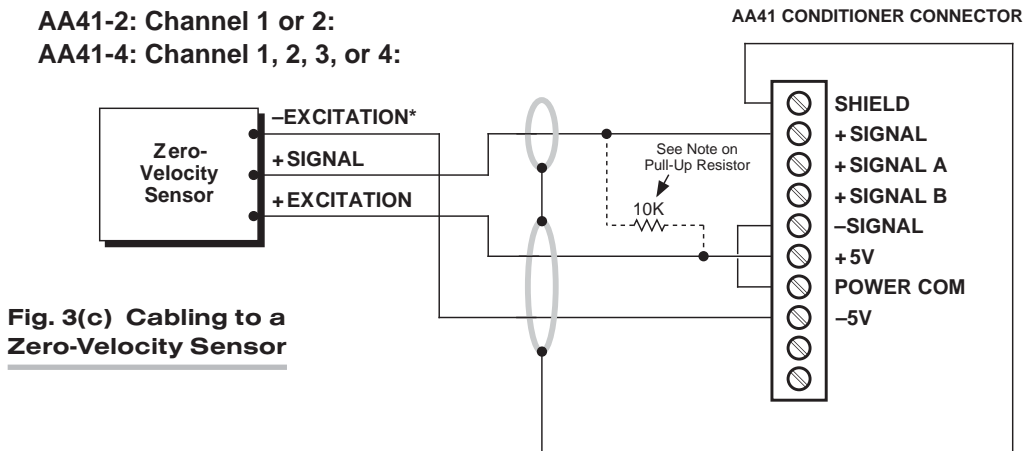 AA41-2: Channel 1 or 2:
AA41-4: Channel 1, 2, 3, or 4:
AA41 CONDITIONER CONNECTOR
Zero-
Velocity
Sensor
–EXCITATION*
+SIGNAL
+EXCITATION
See Note on
Pull-Up Resistor
10K
SHIELD
+SIGNAL
+SIGNAL A
+SIGNAL B
–SIGNAL
+5V
POWER COM
–5V
Fig. 3(c) Cabling to a
Zero-Velocity Sensor